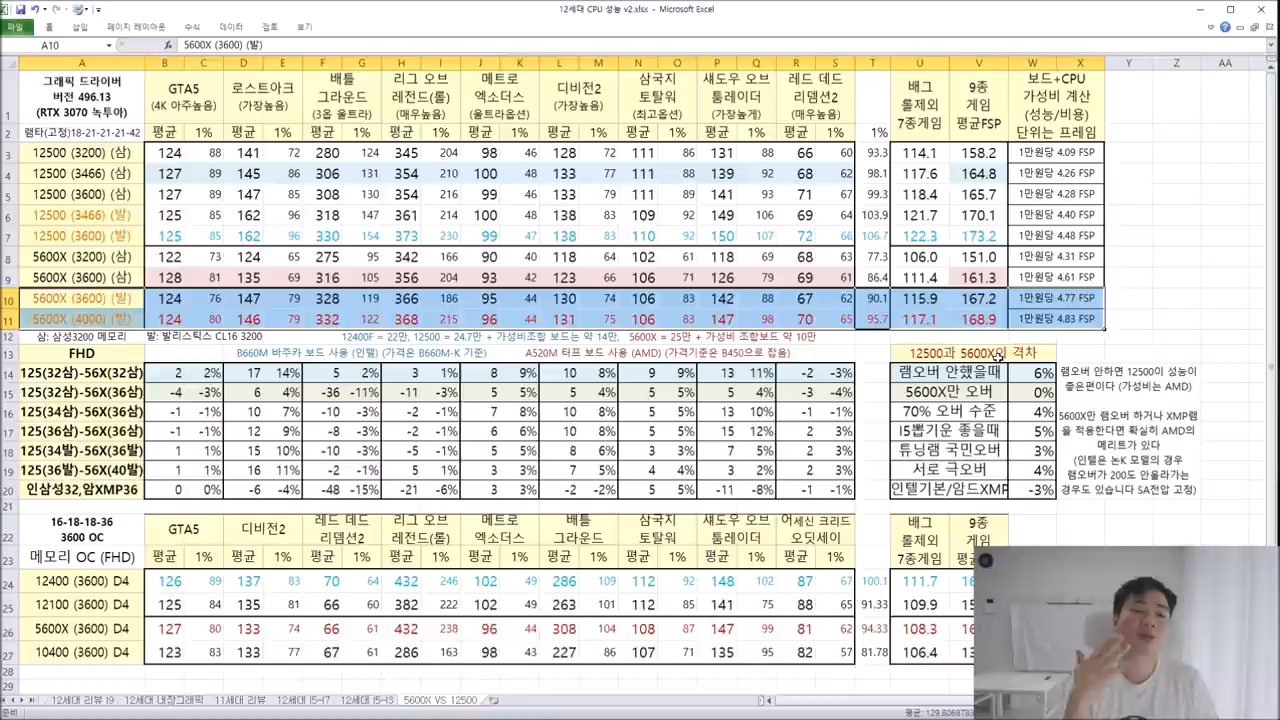 12세대 CPU 성능 v2.xlsx - Microsoft Excel
파일 홈 삽입 페이지 레이아웃 수식 데이터 검토 보기
A10 fx 5600X (3600) (발)
A B C D E F G H I J K L M N O P Q R S T U V W X Y Z AA
그래픽 드라이버 버전 496.13 (RTX 3070 녹투아) GTA5 (4K 아주높음) 로스트아크 (가장높음) 배틀 그라운드 (3옵 울트라) 리그 오브 레전드(롤) (매우높음) 메트로 엑소더스 (울트라옵션) 디비전2 (가장높음) 삼국지 토탈워 (최고옵션) 섀도우 오브 툼레이더 (가장높게) 레드 데드 리뎀션2 (매우높음) 배그 롤제외 7종게임 9종 게임 평균FSP 보드+CPU 가성비 계산 (성능/비용) 단위는 프레임
램타(고정)18-21-21-21-42 평균 1% 평균 1% 평균 1% 평균 1% 평균 1% 평균 1% 평균 1% 평균 1% 평균 1% 1%
3 12500 (3200) (삼) 124 88 141 72 280 124 345 204 98 46 128 72 111 86 131 88 66 60 93.3 114.1 158.2 1만원당 4.09 FSP
4 12500 (3466) (삼) 127 89 145 86 306 131 354 210 100 48 133 77 111 88 139 92 68 62 98.1 117.6 164.8 1만원당 4.26 FSP
5 12500 (3600) (삼) 127 89 147 85 308 130 354 216 99 46 133 79 111 89 141 93 71 67 99.3 118.4 165.7 1만원당 4.28 FSP
6 12500 (3466) (발) 125 85 162 96 318 147 361 214 100 48 138 83 109 92 149 106 69 64 103.9 121.7 170.1 1만원당 4.40 FSP
7 12500 (3600) (발) 125 85 162 96 330 154 373 230 99 47 138 83 110 92 150 107 72 66 106.7 122.3 173.2 1만원당 4.48 FSP
8 5600X (3200) (삼) 122 73 124 65 275 95 342 166 90 40 118 68 102 61 118 69 68 63 77.8 106.0 151.0 1만원당 4.31 FSP
9 5600X (3600) (삼) 128 81 135 69 316 105 356 204 93 42 123 66 106 71 126 79 69 61 86.4 111.4 161.3 1만원당 4.61 FSP
10 5600X (3600) (발) 124 76 147 79 328 119 366 186 95 44 130 74 106 83 142 88 67 62 90.1 115.9 167.2 1만원당 4.77 FSP
11 5600X (4000) (발) 124 80 146 79 332 122 368 215 96 44 131 75 106 83 147 98 70 65 95.7 117.1 168.9 1만원당 4.83 FSP
12 삼: 삼성3200 메모리 발: 발리스틱스 CL16 3200 12400F = 22만, 12500 = 24.7만 + 가성비조합 보드는 약 14만, 5600X = 25만 + 가성비 조합보드 약 10만
13 FHD B660M 바주카 보드 사용 (인텔) (가격은 B660M-K 기준) A520M 터프 보드 사용 (AMD) (가격기준은 B450으로 잡음) 12500과 5600X의 격차
14 125(32삼)-56X(32삼) 2 2% 17 14% 5 2% 3 1% 8 9% 10 8% 9 9% 13 11% -2 -3% 램오버 안했을때 6%
15 125(32삼)-56X(36삼) -4 -3% 6 4% -36 -11% -11 -3% 5 5% 5 4% 5 5% 5 4% -3 -4% 5600X만 오버 0%
16 125(34삼)-56X(36삼) -1 -1% 10 7% -10 -3% -2 -1% 7 8% 10 8% 5 5% 13 10% -1 -1% 70% 오버 수준 4%
17 125(36삼)-56X(36삼) -1 -1% 12 9% -8 -3% -2 -1% 6 6% 10 8% 5 5% 15 12% 2 3% I5뽑기운 좋을때 5%
18 125(34발)-56X(36발) 1 1% 15 10% -10 -3% -5 -1% 5 5% 8 6% 3 3% 7 5% 2 3% 튜닝램 국민오버 3%
19 125(36발)-56X(40발) 1 1% 16 11% -2 -1% 5 1% 3 3% 7 5% 4 4% 3 2% 2 3% 서로 극오버 4%
20 인삼성32,암XMP36 0 0% -6 -4% -48 -15% -21 -6% 3 3% -2 -2% 5 5% -11 -8% -1 -1% 인텔기본/암드XMP -3%
램오버 안하면 12500이 성능이
좋은편이다 (가성비는 AMD)
5600X만 램오버 하거나 XMP램
을 적용한다면 확실히 AMD의
메리트가 있다
(인텔은 논K 모델의 경우
램오버가 200도 안올라가는
경우도 있습니다 SA전압 고정)
16-18-18-36 3600 OC GTA5 디비전2 레드 데드 리뎀션2 리그 오브 레전드(롤) 메트로 엑소더스 배틀 그라운드 삼국지 토탈워 섀도우 오브 툼레이더 어세신 크리드 오딧세이 배그 롤제외 7종게임 9종 게임
메모리 OC (FHD) 평균 1% 평균 1% 평균 1% 평균 1% 평균 1% 평균 1% 평균 1% 평균 1% 평균 1%
24 12400 (3600) D4 126 89 137 83 70 64 432 246 102 49 286 109 112 92 148 102 87 67 100.1 111.7
25 12100 (3600) D4 125 84 135 81 66 60 382 222 102 49 263 101 112 85 141 75 88 65 91.33 109.9
26 5600X (3600) D4 127 80 133 74 66 61 432 238 96 44 308 104 108 87 147 99 81 62 94.33 108.3
27 10400 (3600) D4 123 83 133 77 67 61 286 163 98 43 227 86 107 71 135 92 82 57 81.78 106.4
28
29
12세대 리뷰 I9 12세대 내장그래픽 11세대 리뷰 12세대 I5-I7 12세대 I5-I3 5600X VS 12500
준비